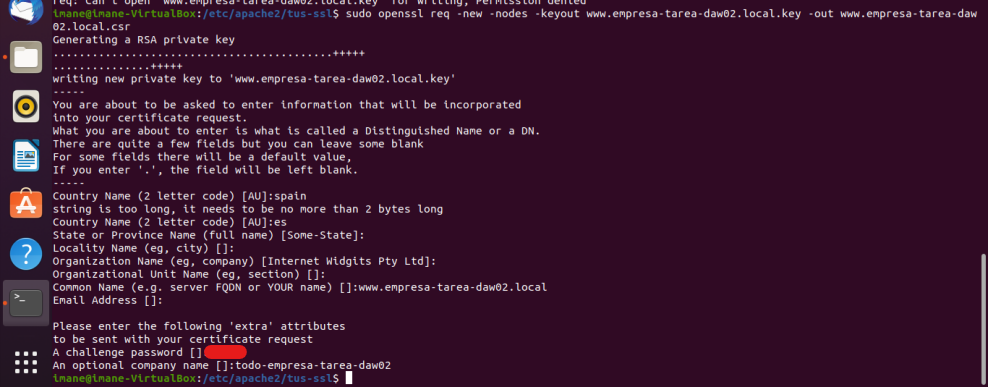 req: Can't open "www.empresa-tarea-daw02.local.key" for writing, Permission denied
imane@imane-VirtualBox:/etc/apache2/tus-ssl$ sudo openssl req -new -nodes -keyout www.empresa-tarea-daw02.local.key -out www.empresa-tarea-daw
02.local.csr
Generating a RSA private key
...........................................+++++
...............+++++
writing new private key to 'www.empresa-tarea-daw02.local.key'
-----
You are about to be asked to enter information that will be incorporated
into your certificate request.
What you are about to enter is what is called a Distinguished Name or a DN.
There are quite a few fields but you can leave some blank
For some fields there will be a default value,
If you enter '.', the field will be left blank.
-----
Country Name (2 letter code) [AU]:spain
string is too long, it needs to be no more than 2 bytes long
Country Name (2 letter code) [AU]:es
State or Province Name (full name) [Some-State]:
Locality Name (eg, city) []:
Organization Name (eg, company) [Internet Widgits Pty Ltd]:
Organizational Unit Name (eg, section) []:
Common Name (e.g. server FQDN or YOUR name) []:www.empresa-tarea-daw02.local
Email Address []:
Please enter the following 'extra' attributes
to be sent with your certificate request
A challenge password []
An optional company name []:todo-empresa-tarea-daw02
imane@imane-VirtualBox:/etc/apache2/tus-ssl$